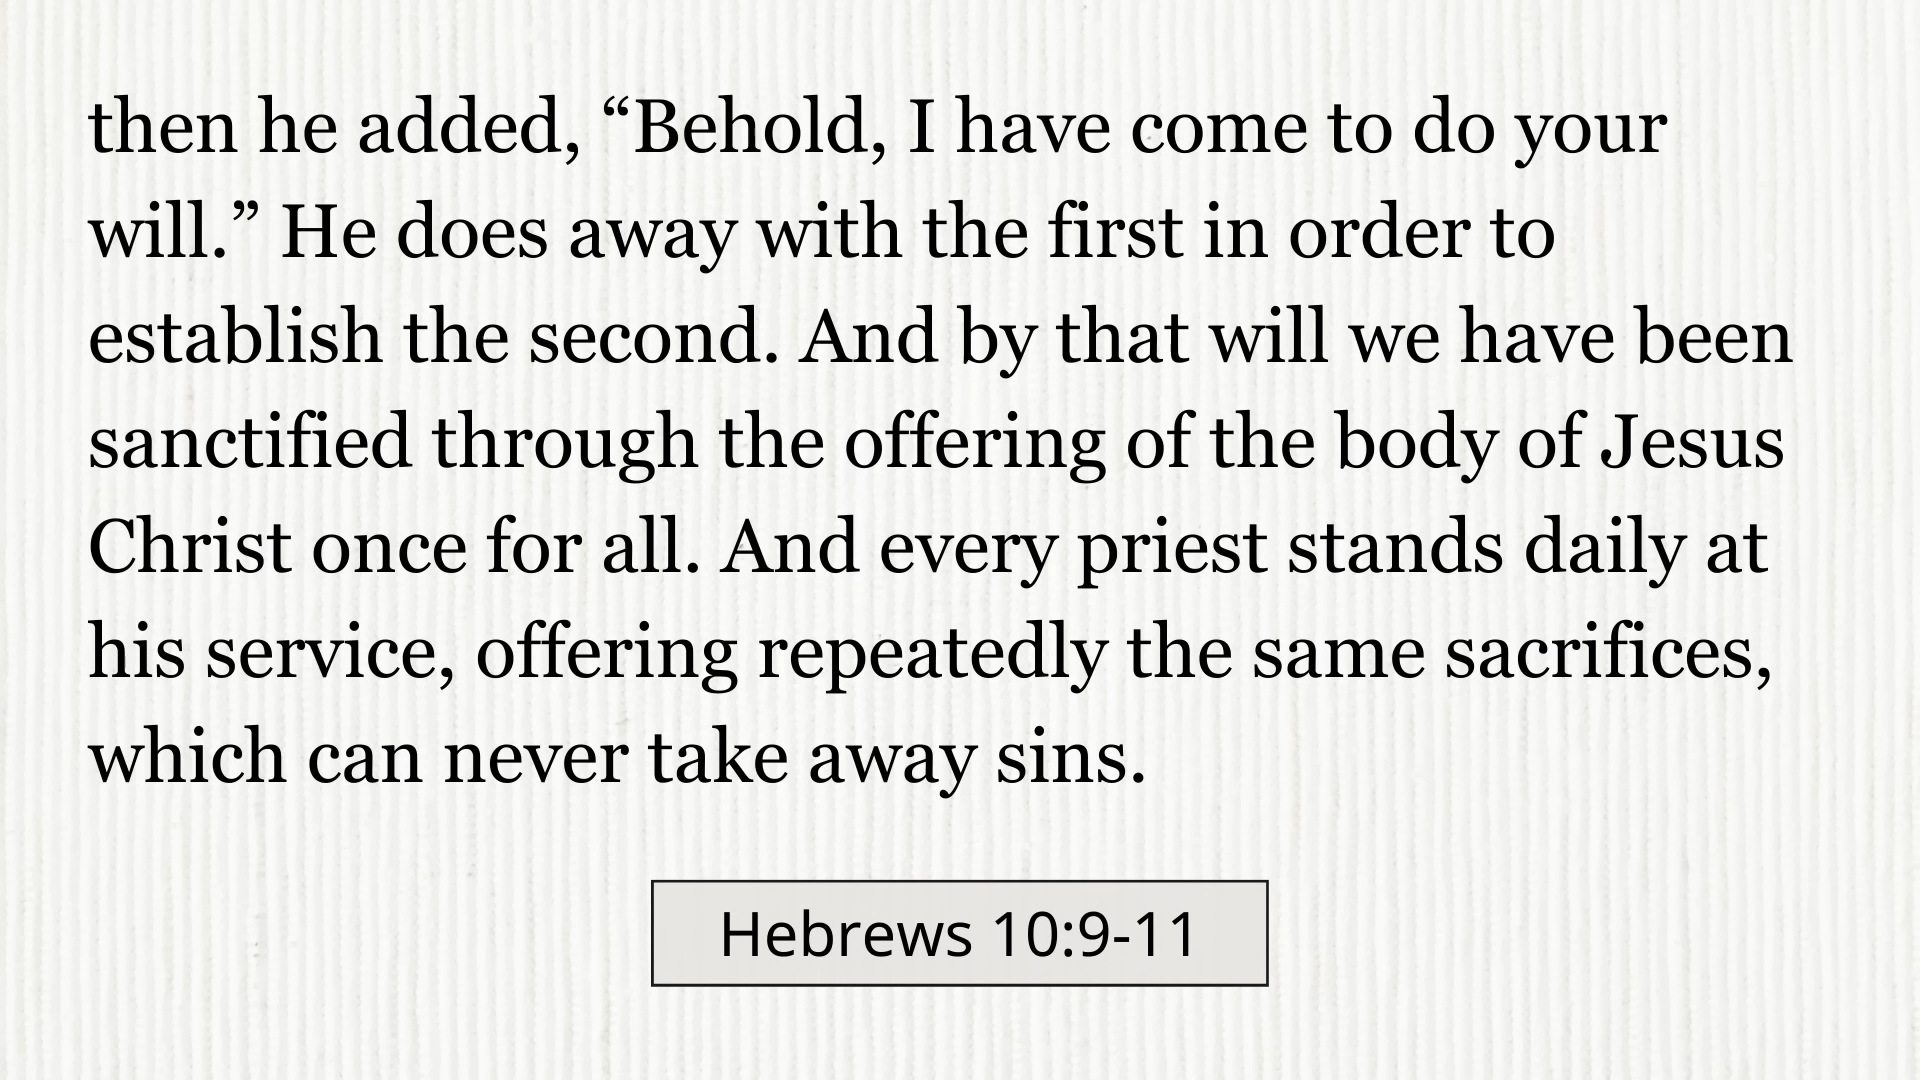 then he added, “Behold, I have come to do your
will.” He does away with the first in order to
establish the second. And by that will we have been
sanctified through the offering of the body of Jesus
Christ once for all. And every priest stands daily at
his service, offering repeatedly the same sacrifices,
which can never take away sins.
Hebrews 10:9-11